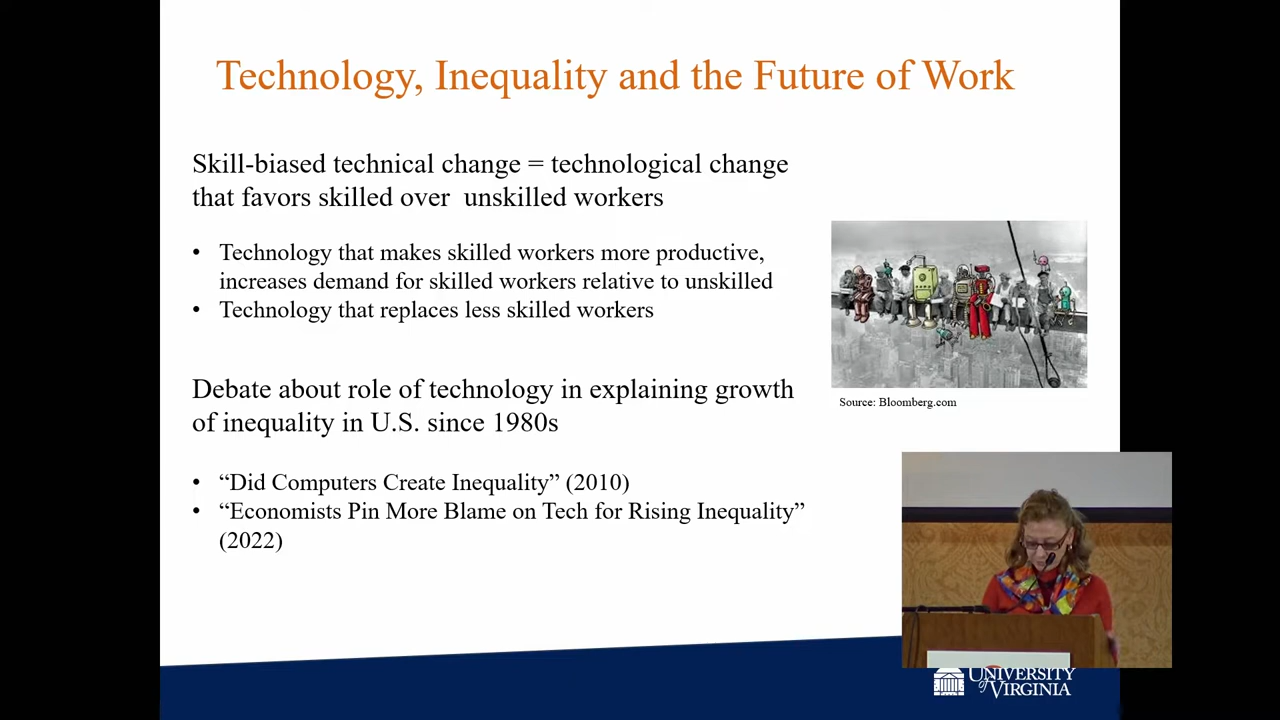 Technology, Inequality and the Future of Work
Skill-biased technical change = technological change
that favors skilled over  unskilled workers
• Technology that makes skilled workers more productive,
increases demand for skilled workers relative to unskilled
• Technology that replaces less skilled workers
Source: Bloomberg.com
Debate about role of technology in explaining growth
of inequality in U.S. since 1980s
• “Did Computers Create Inequality” (2010)
• “Economists Pin More Blame on Tech for Rising Inequality”
(2022)
UNIVERSITY
of VIRGINIA